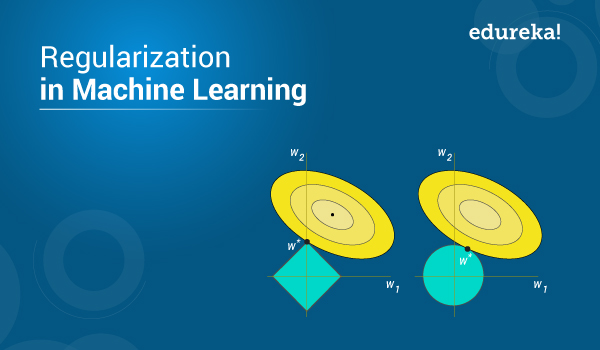 edureka!
Regularization
in Machine Learning
w2
w*
w1
w2
w*
w1